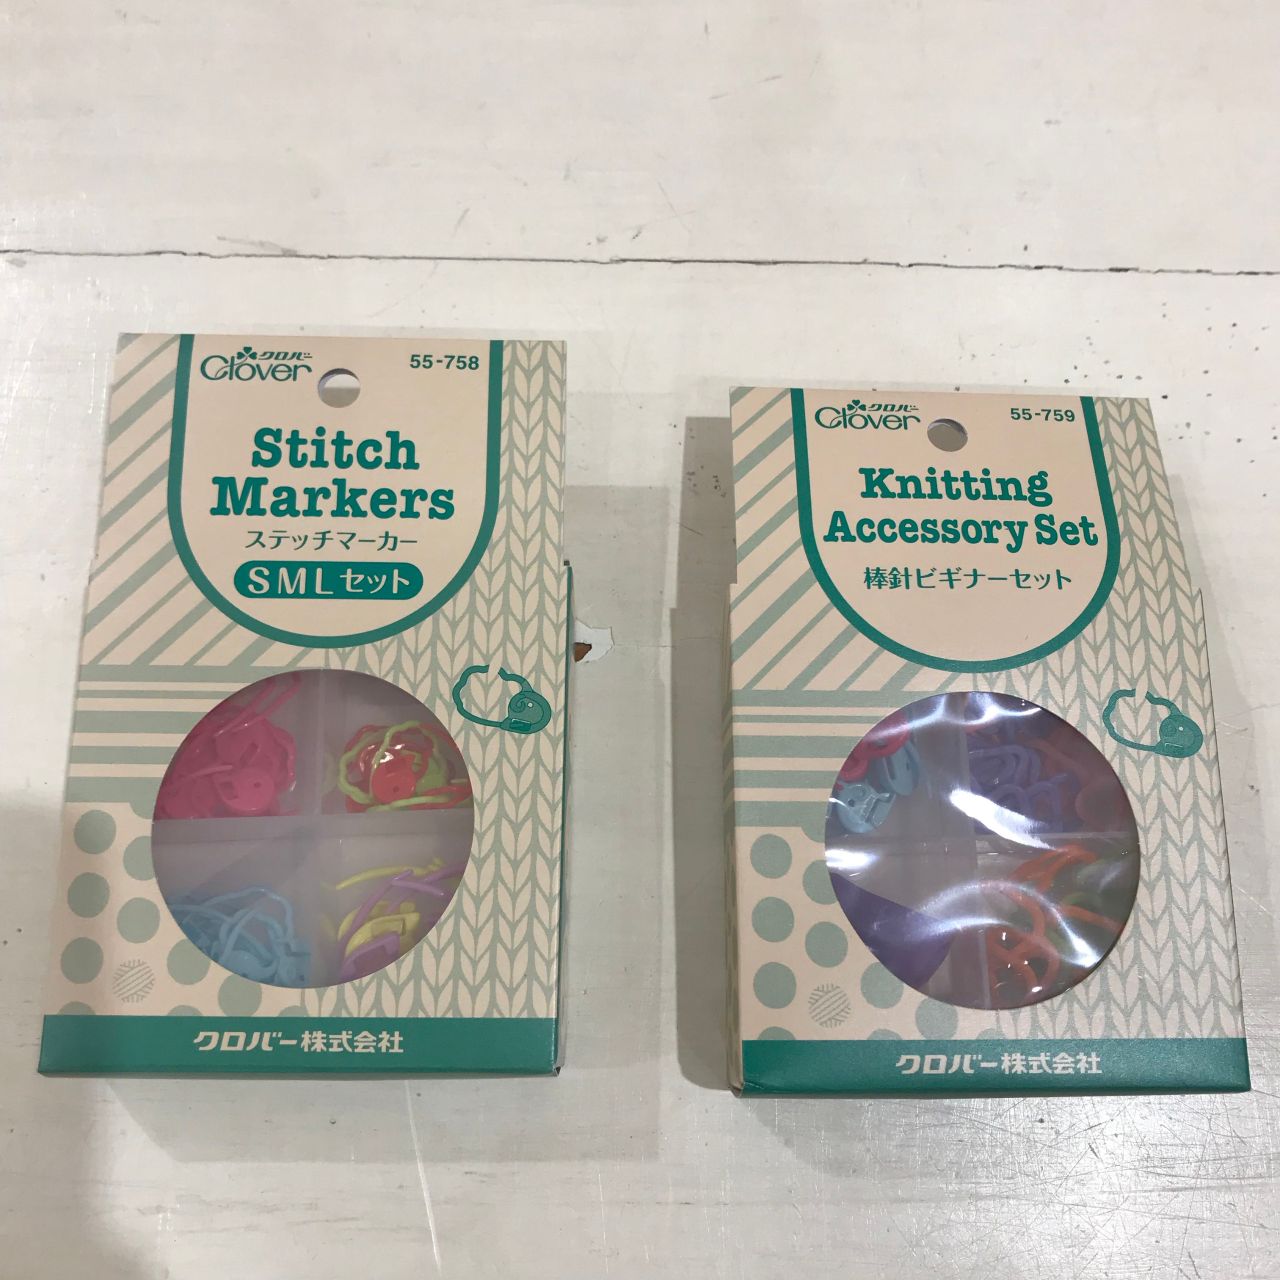 クロバー
Clover
55-758
Stitch
Markers
ステッチマーカー
SMLセット
クロバー株式会社
クロバー
Clover
55-759
Knitting
Accessory Set
棒針ビギナーセット
クロバー株式会社